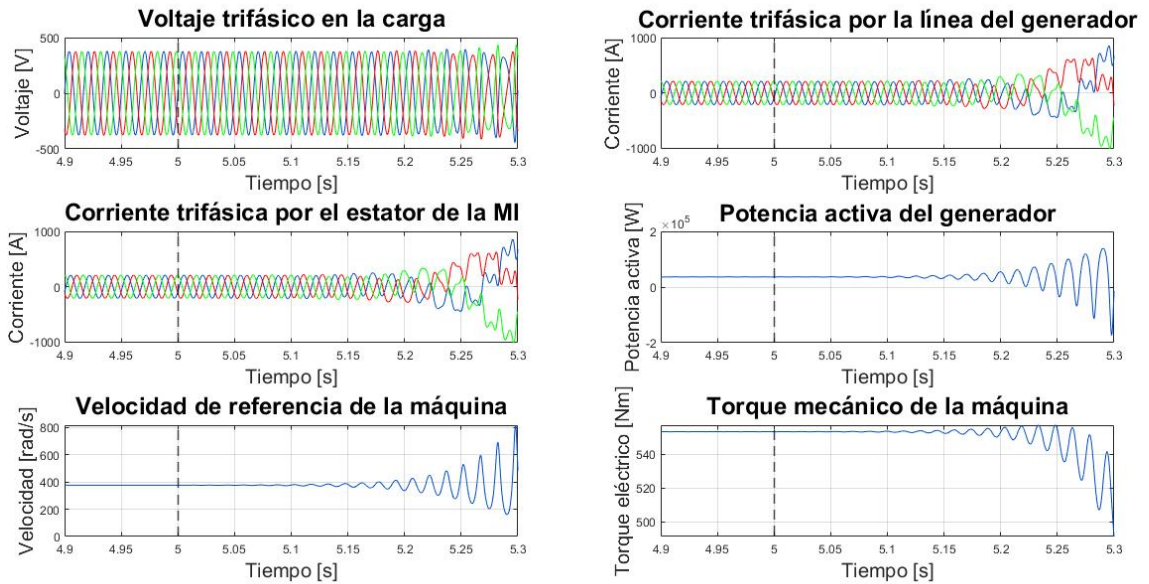 Voltaje trifásico en la carga
Voltaje [V]
500
0
-500
4.9 4.95 5 5.05 5.1 5.15 5.2 5.25 5.3
Tiempo [s]
Corriente trifásica por la línea del generador
Corriente [A]
1000
0
-1000
4.9 4.95 5 5.05 5.1 5.15 5.2 5.25 5.3
Tiempo [s]
Corriente trifásica por el estator de la MI
Corriente [A]
1000
0
-1000
4.9 4.95 5 5.05 5.1 5.15 5.2 5.25 5.3
Tiempo [s]
Potencia activa del generador
Potencia activa [W]
×10⁵
2
0
-2
4.9 4.95 5 5.05 5.1 5.15 5.2 5.25 5.3
Tiempo [s]
Velocidad de referencia de la máquina
Velocidad [rad/s]
800
600
400
200
0
4.9 4.95 5 5.05 5.1 5.15 5.2 5.25 5.3
Tiempo [s]
Torque mecánico de la máquina
Torque eléctrico [Nm]
540
520
500
4.9 4.95 5 5.05 5.1 5.15 5.2 5.25 5.3
Tiempo [s]